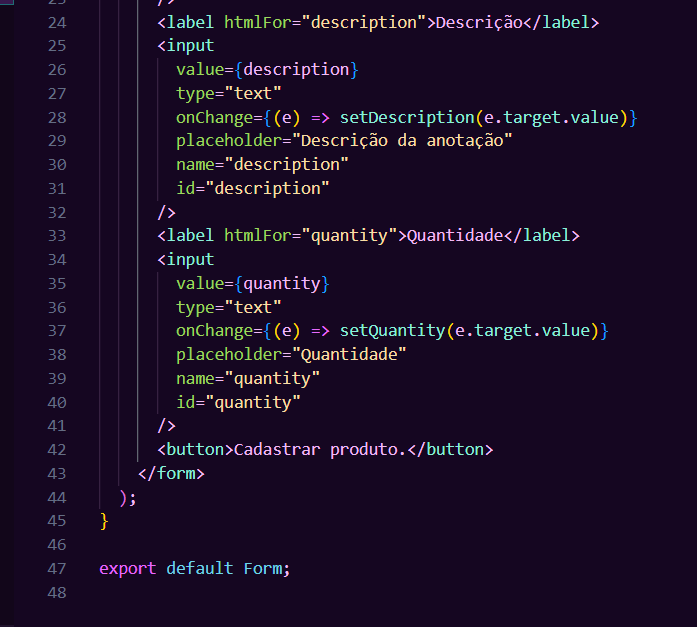 />
24 <label htmlFor="description">Descrição</label>
25 <input
26 value={description}
27 type="text"
28 onChange={(e) => setDescription(e.target.value)}
29 placeholder="Descrição da anotação"
30 name="description"
31 id="description"
32 />
33 <label htmlFor="quantity">Quantidade</label>
34 <input
35 value={quantity}
36 type="text"
37 onChange={(e) => setQuantity(e.target.value)}
38 placeholder="Quantidade"
39 name="quantity"
40 id="quantity"
41 />
42 <button>Cadastrar produto.</button>
43 </form>
44 );
45 }
46
47 export default Form;
48